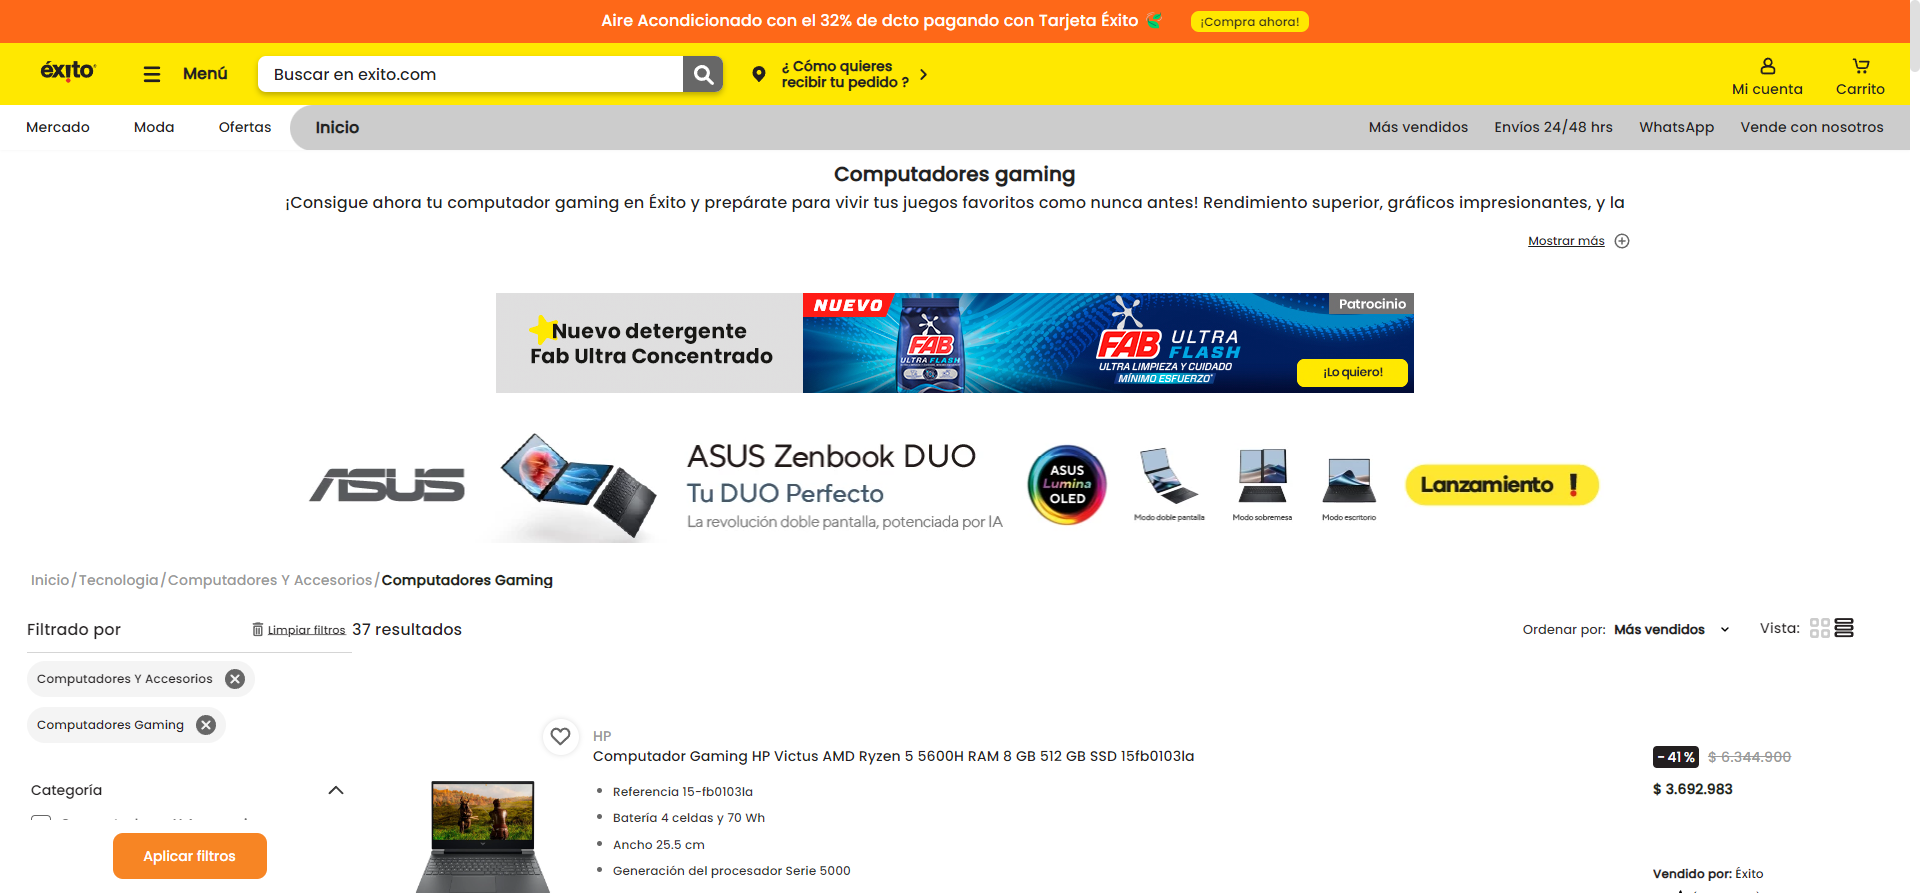 Aire Acondicionado con el 32% de dcto pagando con Tarjeta Éxito
¡Compra ahora!
éxito
Menú
Buscar en exito.com
¿ Cómo quieres
recibir tu pedido ?
Mi cuenta
Carrito
Mercado
Moda
Ofertas
Inicio
Más vendidos
Envíos 24/48 hrs
WhatsApp
Vende con nosotros
Computadores gaming
¡Consigue ahora tu computador gaming en Éxito y prepárate para vivir tus juegos favoritos como nunca antes! Rendimiento superior, gráficos impresionantes, y la
Mostrar más
Nuevo detergente
Fab Ultra Concentrado
NUEVO
FAB
ULTRA FLASH
FAB ULTRA
FLASH
ULTRA LIMPIEZA Y CUIDADO
MÍNIMO ESFUERZO*
Patrocinio
¡Lo quiero!
ASUS
ASUS Zenbook DUO
Tu DUO Perfecto
La revolución doble pantalla, potenciada por IA
ASUS
Lumina
OLED
Modo doble pantalla
Modo sobremesa
Modo escritorio
Lanzamiento !
Inicio/Tecnologia/Computadores Y Accesorios/Computadores Gaming
Filtrado por
Limpiar filtros
37 resultados
Ordenar por: Más vendidos
Vista:
Computadores Y Accesorios
Computadores Gaming
Categoría
Aplicar filtros
HP
Computador Gaming HP Victus AMD Ryzen 5 5600H RAM 8 GB 512 GB SSD 15fb0103la
Referencia 15-fb0103la
Batería 4 celdas y 70 Wh
Ancho 25.5 cm
Generación del procesador Serie 5000
- 41 % $ 6.344.900
$ 3.692.983
Vendido por: Éxito